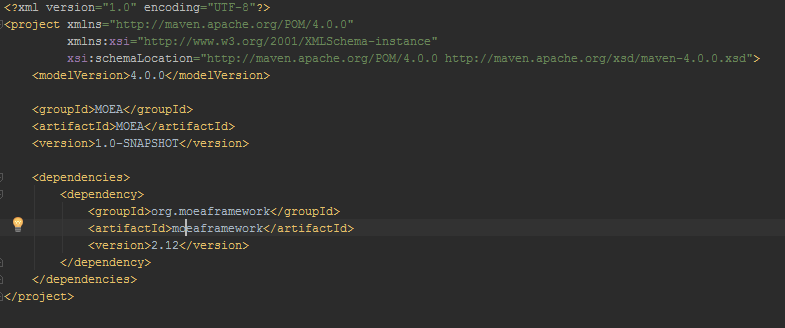 <?xml version="1.0" encoding="UTF-8"?>
<project xmlns="http://maven.apache.org/POM/4.0.0"
         xmlns:xsi="http://www.w3.org/2001/XMLSchema-instance"
         xsi:schemaLocation="http://maven.apache.org/POM/4.0.0 http://maven.apache.org/xsd/maven-4.0.0.xsd">
    <modelVersion>4.0.0</modelVersion>

    <groupId>MOEA</groupId>
    <artifactId>MOEA</artifactId>
    <version>1.0-SNAPSHOT</version>

    <dependencies>
        <dependency>
            <groupId>org.moeaframework</groupId>
            <artifactId>moeaframework</artifactId>
            <version>2.12</version>
        </dependency>
    </dependencies>
</project>